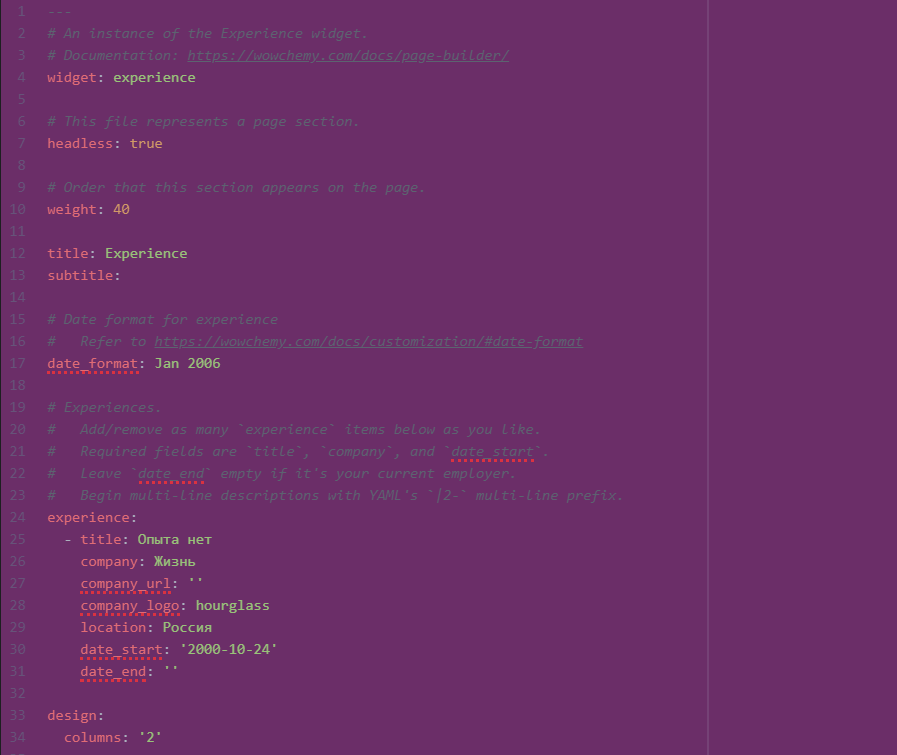 1 ---
2 # An instance of the Experience widget.
3 # Documentation: https://wowchemy.com/docs/page-builder/
4 widget: experience
5
6 # This file represents a page section.
7 headless: true
8
9 # Order that this section appears on the page.
10 weight: 40
11
12 title: Experience
13 subtitle:
14
15 # Date format for experience
16 #   Refer to https://wowchemy.com/docs/customization/#date-format
17 date_format: Jan 2006
18
19 # Experiences.
20 #   Add/remove as many `experience` items below as you like.
21 #   Required fields are `title`, `company`, and `date_start`.
22 #   Leave `date_end` empty if it's your current employer.
23 #   Begin multi-line descriptions with YAML's `|2-` multi-line prefix.
24 experience:
25   - title: Опыта нет
26     company: Жизнь
27     company_url: ''
28     company_logo: hourglass
29     location: Россия
30     date_start: '2000-10-24'
31     date_end: ''
32
33 design:
34   columns: '2'